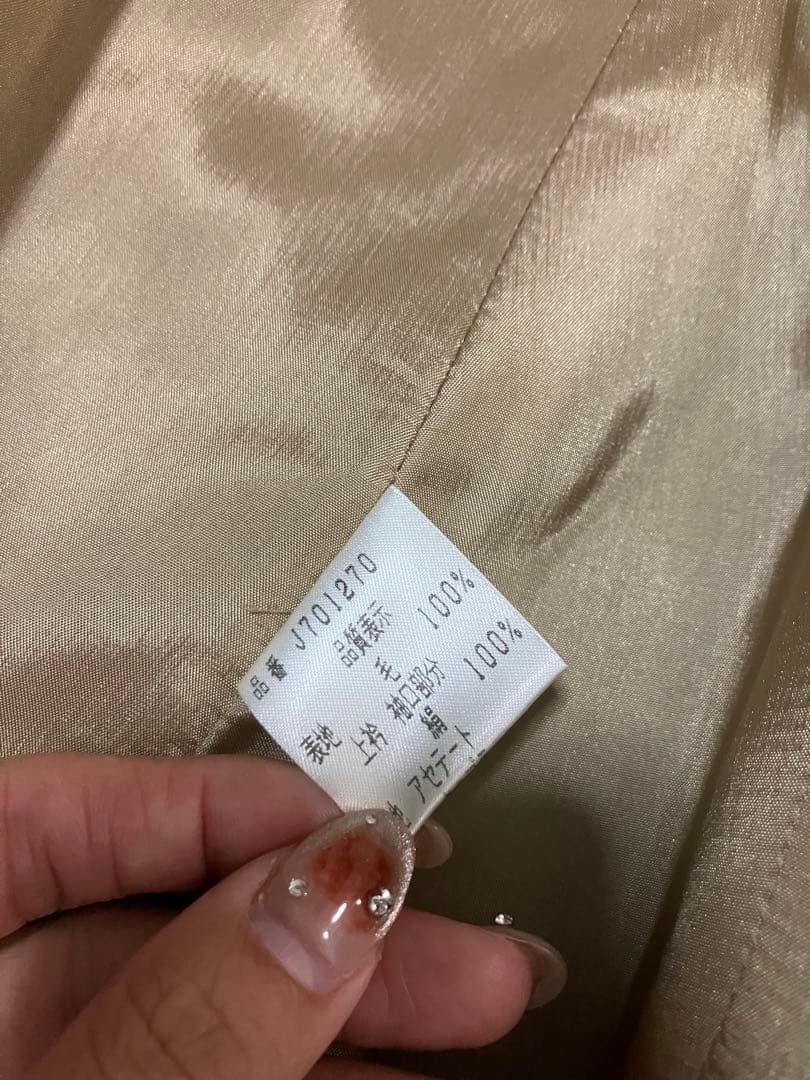 品番 J701270
品質表示
表地 毛 100%
上衿 袖口部分
絹 100%
アセテート